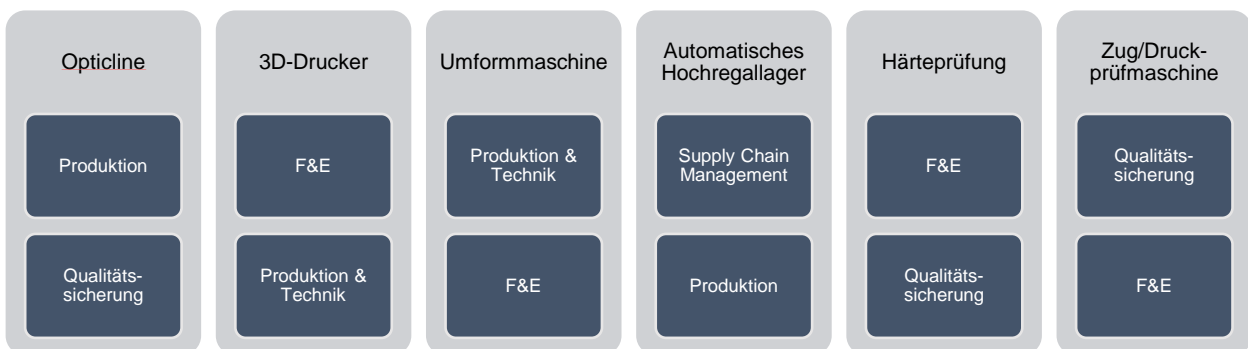 Opticline
Produktion
Qualitäts-
sicherung
3D-Drucker
F&E
Produktion &
Technik
Umformmaschine
Produktion &
Technik
F&E
Automatisches
Hochregallager
Supply Chain
Management
Produktion
Härteprüfung
F&E
Qualitäts-
sicherung
Zug/Druck-
prüfmaschine
Qualitäts-
sicherung
F&E